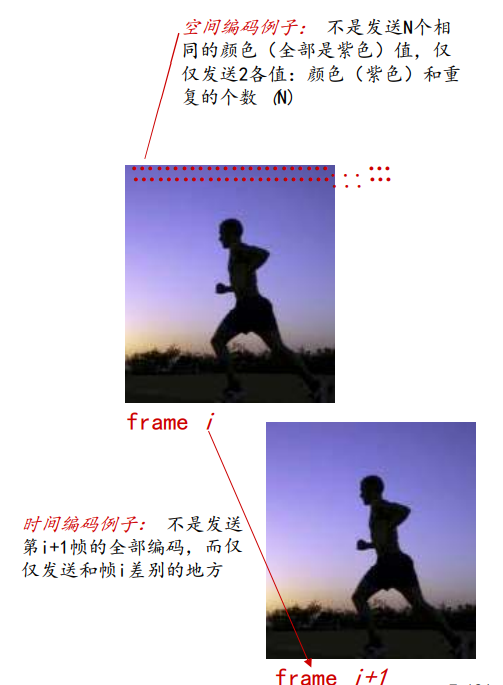 空间编码例子： 不是发送N个相
同的颜色（全部是紫色）值，仅
仅发送2各值：颜色（紫色）和重
复的个数 (N)
frame i
时间编码例子： 不是发送
第i+1帧的全部编码，而仅
仅发送和帧i差别的地方
frame i+1